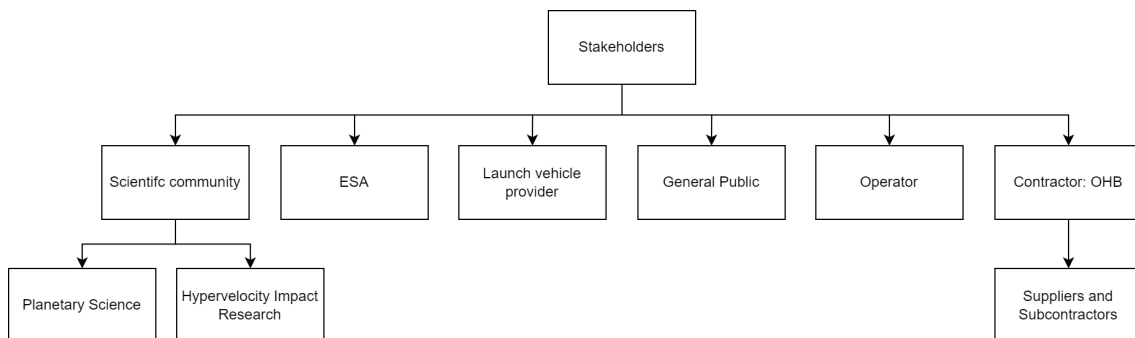 Stakeholders
Scientifc community
ESA
Launch vehicle
provider
General Public
Operator
Contractor: OHB
Planetary Science
Hypervelocity Impact
Research
Suppliers and
Subcontractors